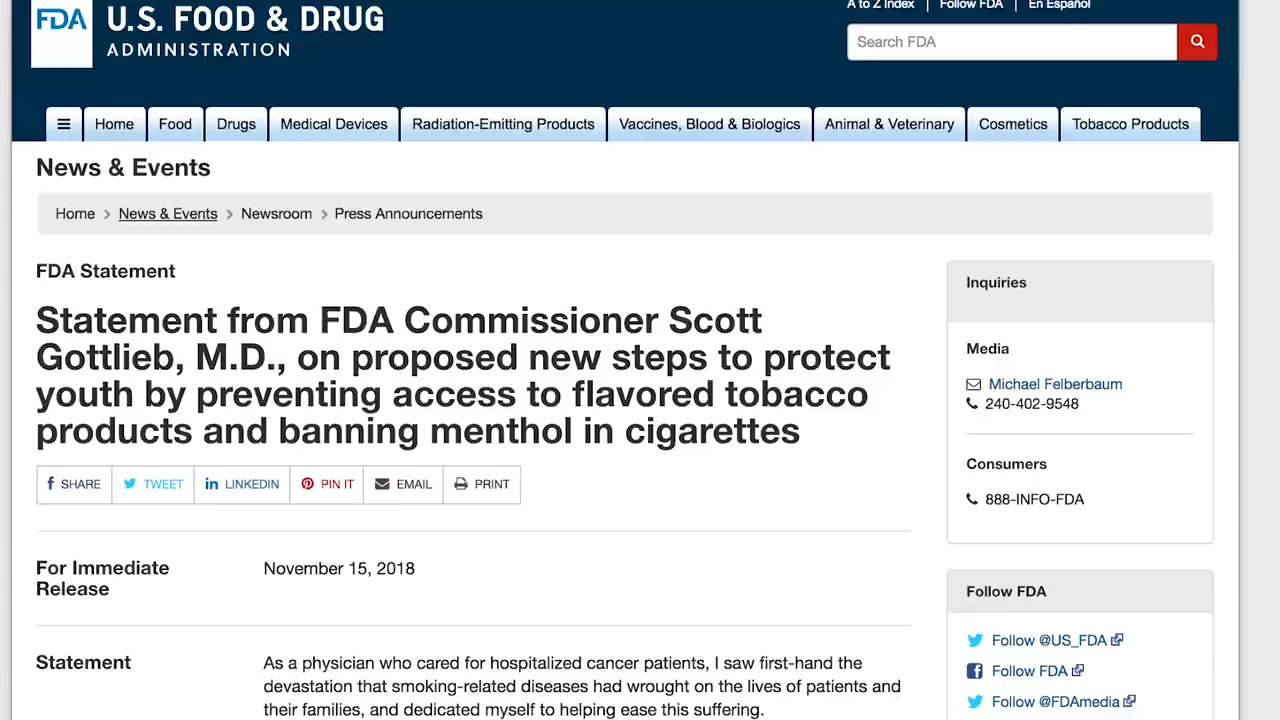 FDA U.S. FOOD & DRUG
ADMINISTRATION
A to Z Index | Follow FDA | En Español
Search FDA
Home Food Drugs Medical Devices Radiation-Emitting Products Vaccines, Blood & Biologics Animal & Veterinary Cosmetics Tobacco Products
News & Events
Home > News & Events > Newsroom > Press Announcements
FDA Statement
Statement from FDA Commissioner Scott
Gottlieb, M.D., on proposed new steps to protect
youth by preventing access to flavored tobacco
products and banning menthol in cigarettes
SHARE TWEET LINKEDIN PIN IT EMAIL PRINT
For Immediate
Release
November 15, 2018
Statement
As a physician who cared for hospitalized cancer patients, I saw first-hand the
devastation that smoking-related diseases had wrought on the lives of patients and
their families, and dedicated myself to helping ease this suffering.
Inquiries
Media
Michael Felberbaum
240-402-9548
Consumers
888-INFO-FDA
Follow FDA
Follow @US_FDA
Follow FDA
Follow @FDAmedia